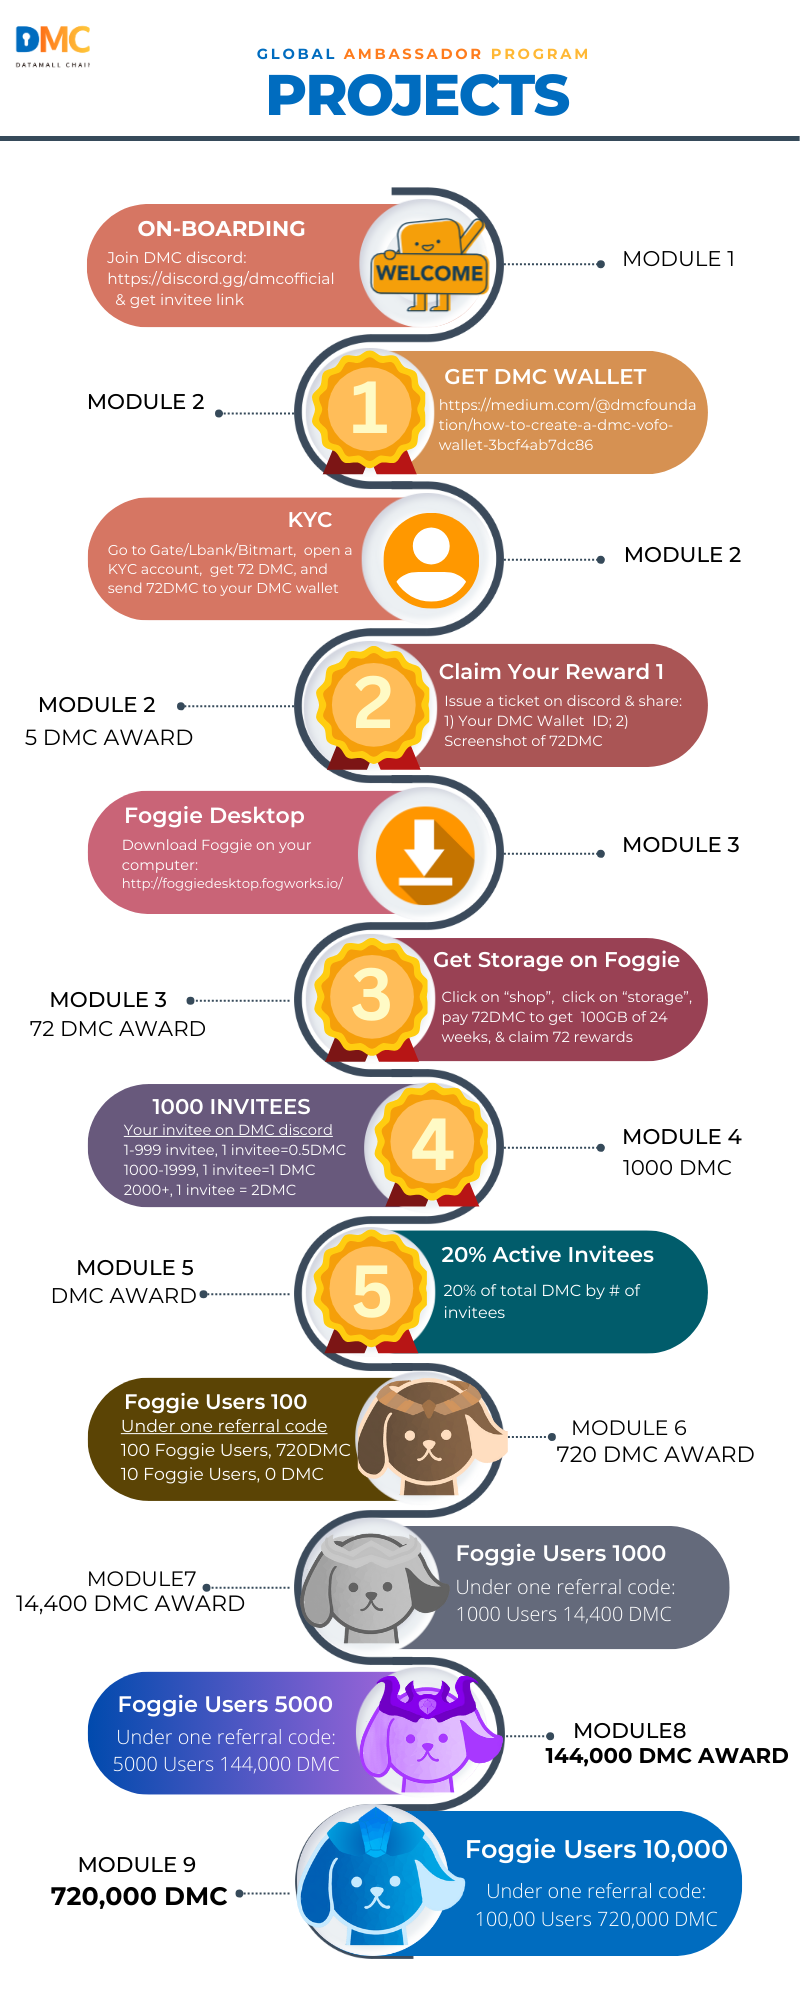 DMC
DATAMALL CHAIN
GLOBAL AMBASSADOR PROGRAM
PROJECTS
ON-BOARDING
Join DMC discord:
https://discord.gg/dmcofficial
& get invitee link
WELCOME
MODULE 1
MODULE 2
1
GET DMC WALLET
https://medium.com/@dmcfounda
tion/how-to-create-a-dmc-vofo-
wallet-3bcf4ab7dc86
KYC
Go to Gate/Lbank/Bitmart, open a
KYC account, get 72 DMC, and
send 72DMC to your DMC wallet
MODULE 2
MODULE 2
5 DMC AWARD
2
Claim Your Reward 1
Issue a ticket on discord & share:
1) Your DMC Wallet ID; 2)
Screenshot of 72DMC
Foggie Desktop
Download Foggie on your
computer:
http://foggiedesktop.fogworks.io/
MODULE 3
MODULE 3
72 DMC AWARD
3
Get Storage on Foggie
Click on “shop”, click on “storage”,
pay 72DMC to get 100GB of 24
weeks, & claim 72 rewards
1000 INVITEES
Your invitee on DMC discord
1-999 invitee, 1 invitee=0.5DMC
1000-1999, 1 invitee=1 DMC
2000+, 1 invitee = 2DMC
4
MODULE 4
1000 DMC
MODULE 5
DMC AWARD
5
20% Active Invitees
20% of total DMC by # of
invitees
Foggie Users 100
Under one referral code
100 Foggie Users, 720DMC
10 Foggie Users, 0 DMC
MODULE 6
720 DMC AWARD
MODULE7
14,400 DMC AWARD
Foggie Users 1000
Under one referral code:
1000 Users 14,400 DMC
Foggie Users 5000
Under one referral code:
5000 Users 144,000 DMC
MODULE8
144,000 DMC AWARD
MODULE 9
720,000 DMC
Foggie Users 10,000
Under one referral code:
100,00 Users 720,000 DMC